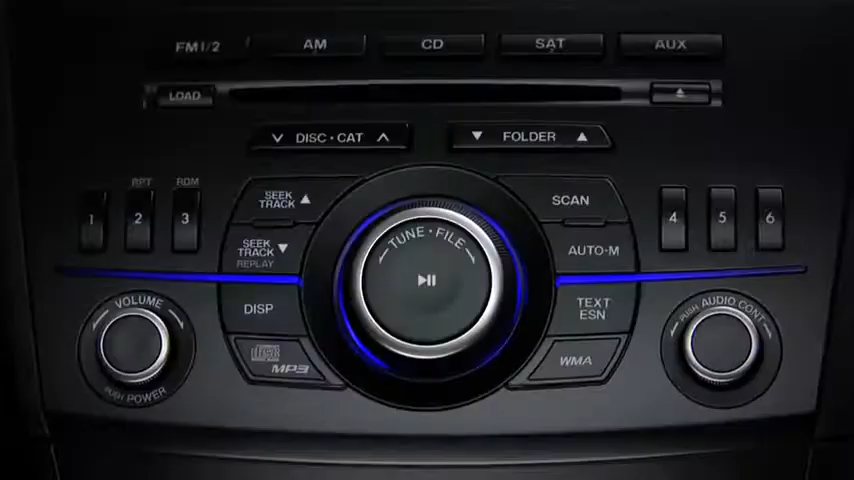 FM1/2 AM CD SAT AUX
LOAD
DISC·CAT FOLDER
RPT RDM
1 2 3
SEEK
TRACK
SCAN
4 5 6
TUNE·FILE
SEEK
TRACK
REPLAY
AUTO·M
VOLUME
DISP
TEXT
ESN
PUSH AUDIO CONT
MP3
WMA
PUSH POWER